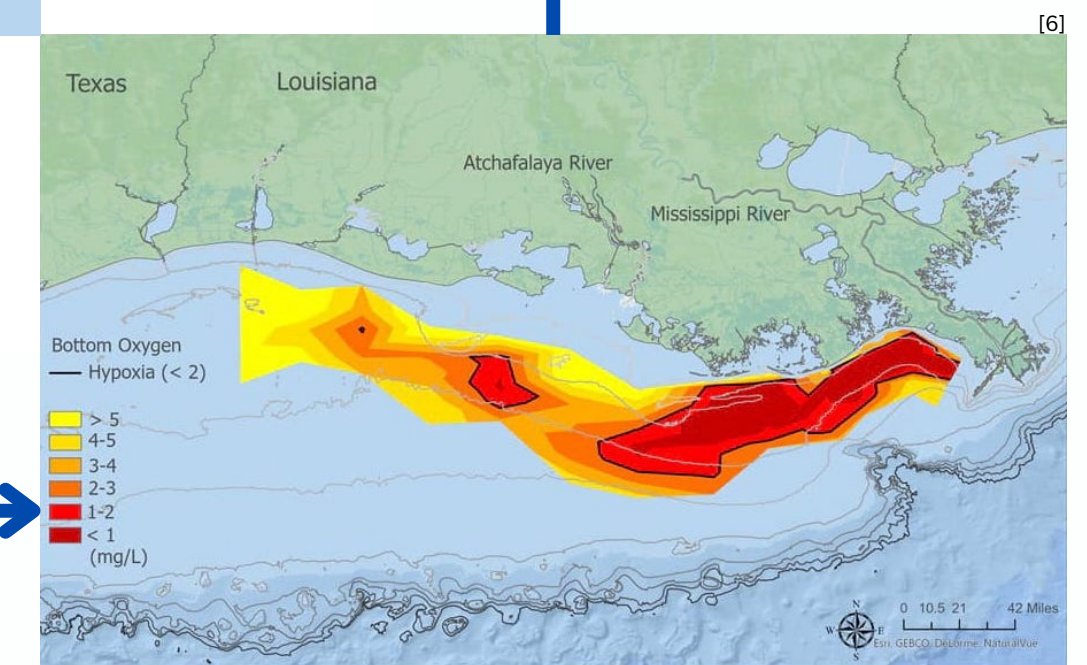 [6]
Texas
Louisiana
Atchafalaya River
Mississippi River
Bottom Oxygen
Hypoxia (< 2)
> 5
4-5
3-4
2-3
1-2
< 1
(mg/L)
N
W E
S
0 10.5 21 42 Miles
Esri, GEBCO, DeLorme, NaturalVue